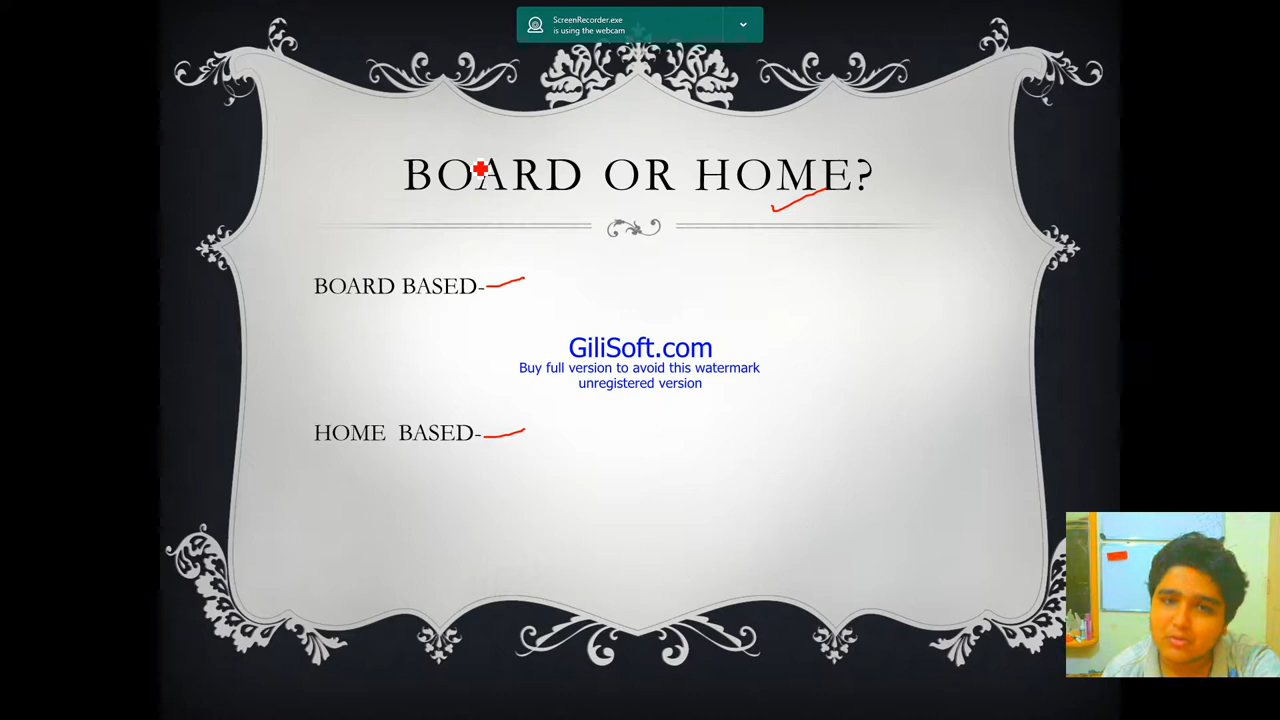 ScreenRecorder.exe
is using the webcam
BOARD OR HOME?
BOARD BASED-
GiliSoft.com
Buy full version to avoid this watermark
unregistered version
HOME BASED-